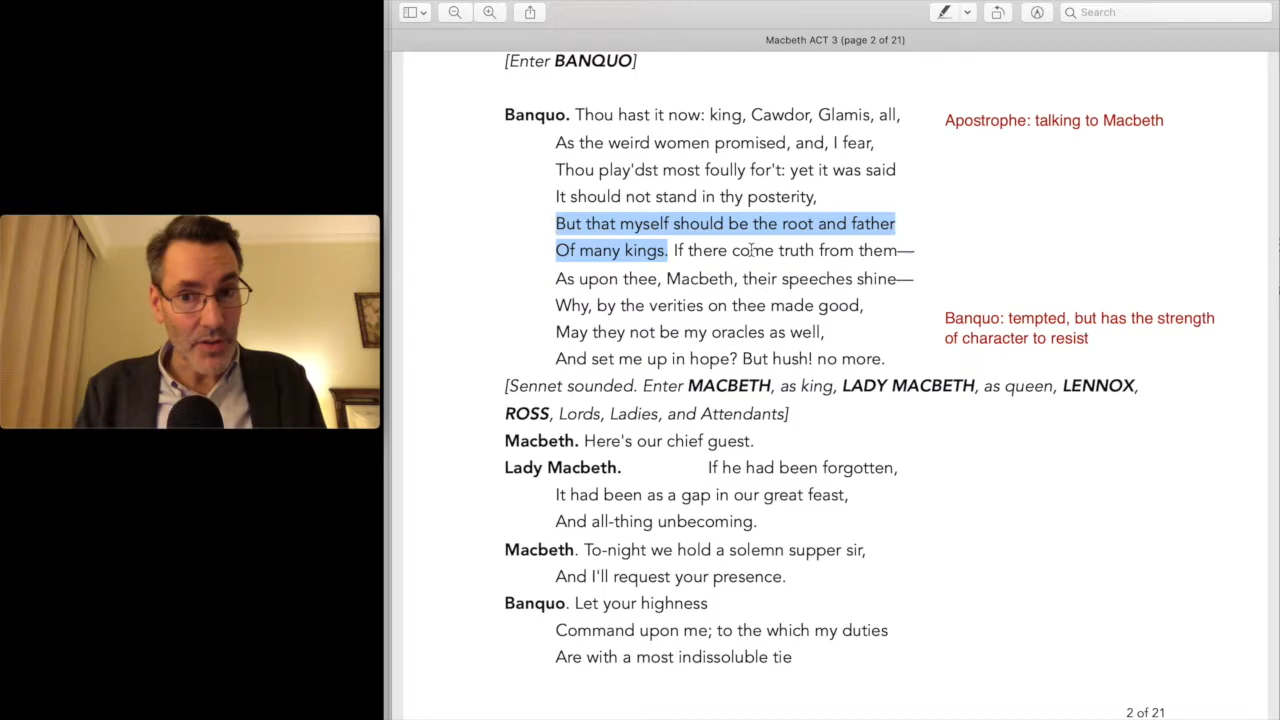 Search
Macbeth ACT 3 (page 2 of 21)
[Enter BANQUO]
Banquo. Thou hast it now: king, Cawdor, Glamis, all,
As the weird women promised, and, I fear,
Thou play'dst most foully for't: yet it was said
It should not stand in thy posterity,
But that myself should be the root and father
Of many kings. If there come truth from them—
As upon thee, Macbeth, their speeches shine—
Why, by the verities on thee made good,
May they not be my oracles as well,
And set me up in hope? But hush! no more.
[Sennet sounded. Enter MACBETH, as king, LADY MACBETH, as queen, LENNOX,
ROSS, Lords, Ladies, and Attendants]
Macbeth. Here's our chief guest.
Lady Macbeth. If he had been forgotten,
It had been as a gap in our great feast,
And all-thing unbecoming.
Macbeth. To-night we hold a solemn supper sir,
And I'll request your presence.
Banquo. Let your highness
Command upon me; to the which my duties
Are with a most indissoluble tie
Apostrophe: talking to Macbeth
Banquo: tempted, but has the strength
of character to resist
2 of 21